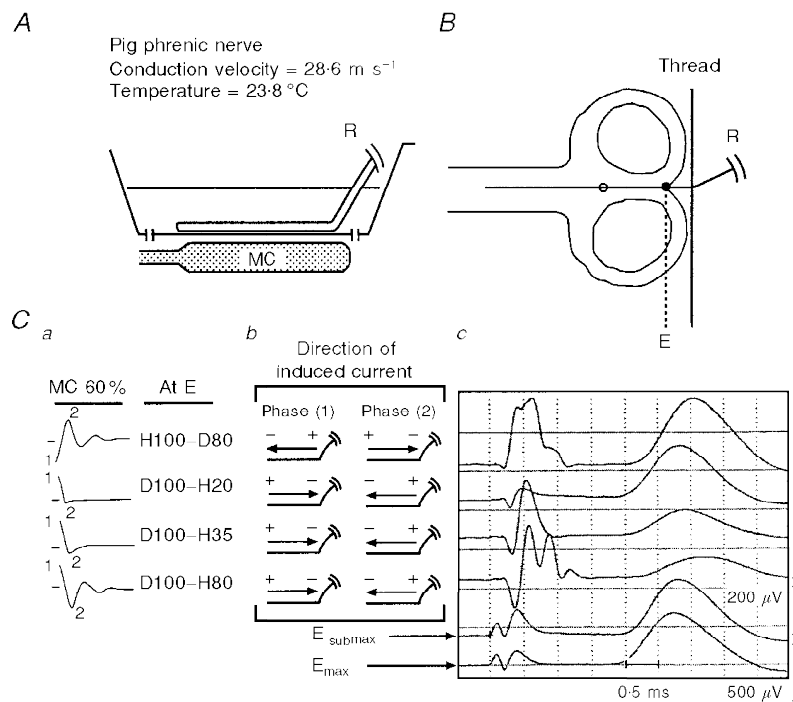 A
Pig phrenic nerve
Conduction velocity = 28·6 m s⁻¹
Temperature = 23·8 °C
R
MC
B
Thread
R
E
C
a
b
c
Direction of
induced current
MC 60%
At E
Phase (1)
Phase (2)
2
1
H100–D80
– +
+ –
1
2
D100–H20
+ –
– +
1
2
D100–H35
+ –
– +
1
2
D100–H80
+ –
– +
200 µV
E submax
E max
0·5 ms
500 µV